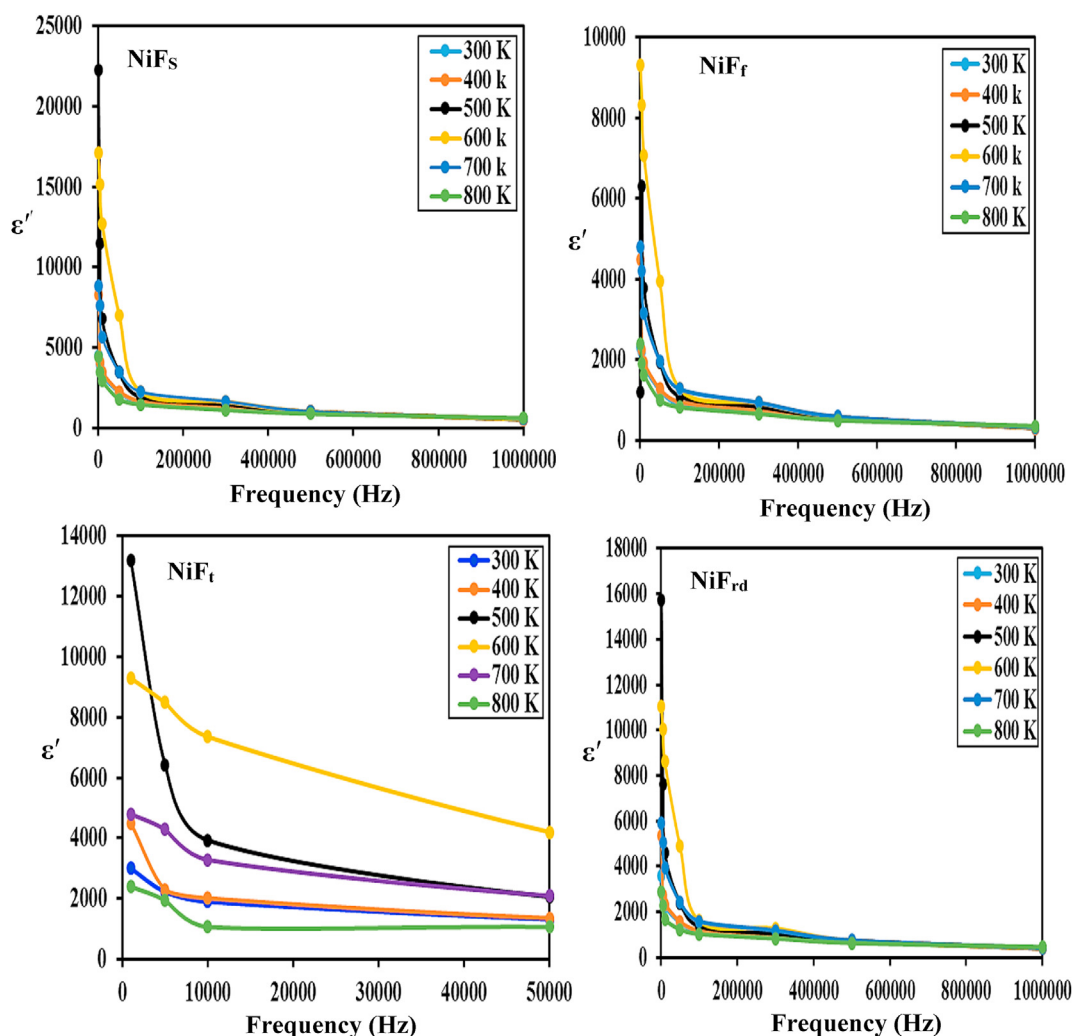 25000
20000
15000
10000
5000
0
ε′
NiFS
300 K
400 k
500 K
600 k
700 k
800 K
0 200000 400000 600000 800000 1000000
Frequency (Hz)
10000
8000
6000
4000
2000
0
ε′
NiFf
300 K
400 k
500 K
600 k
700 k
800 K
0 200000 400000 600000 800000 1000000
Frequency (Hz)
14000
12000
10000
8000
6000
4000
2000
0
ε′
NiFt
300 K
400 K
500 K
600 K
700 K
800 K
0 10000 20000 30000 40000 50000
Frequency (Hz)
18000
16000
14000
12000
10000
8000
6000
4000
2000
0
ε′
NiFrd
300 K
400 K
500 K
600 K
700 K
800 K
0 200000 400000 600000 800000 1000000
Frequency (Hz)